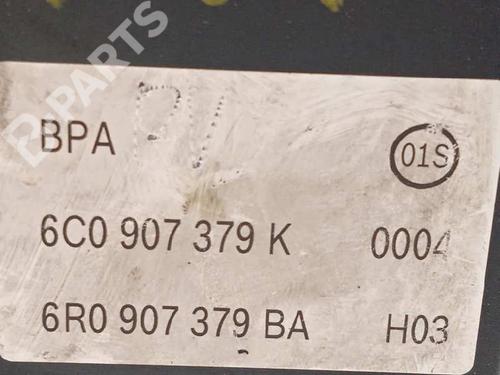 B-PARTS
BPA
01S
6C0 907 379 K 0004
6R0 907 379 BA H03